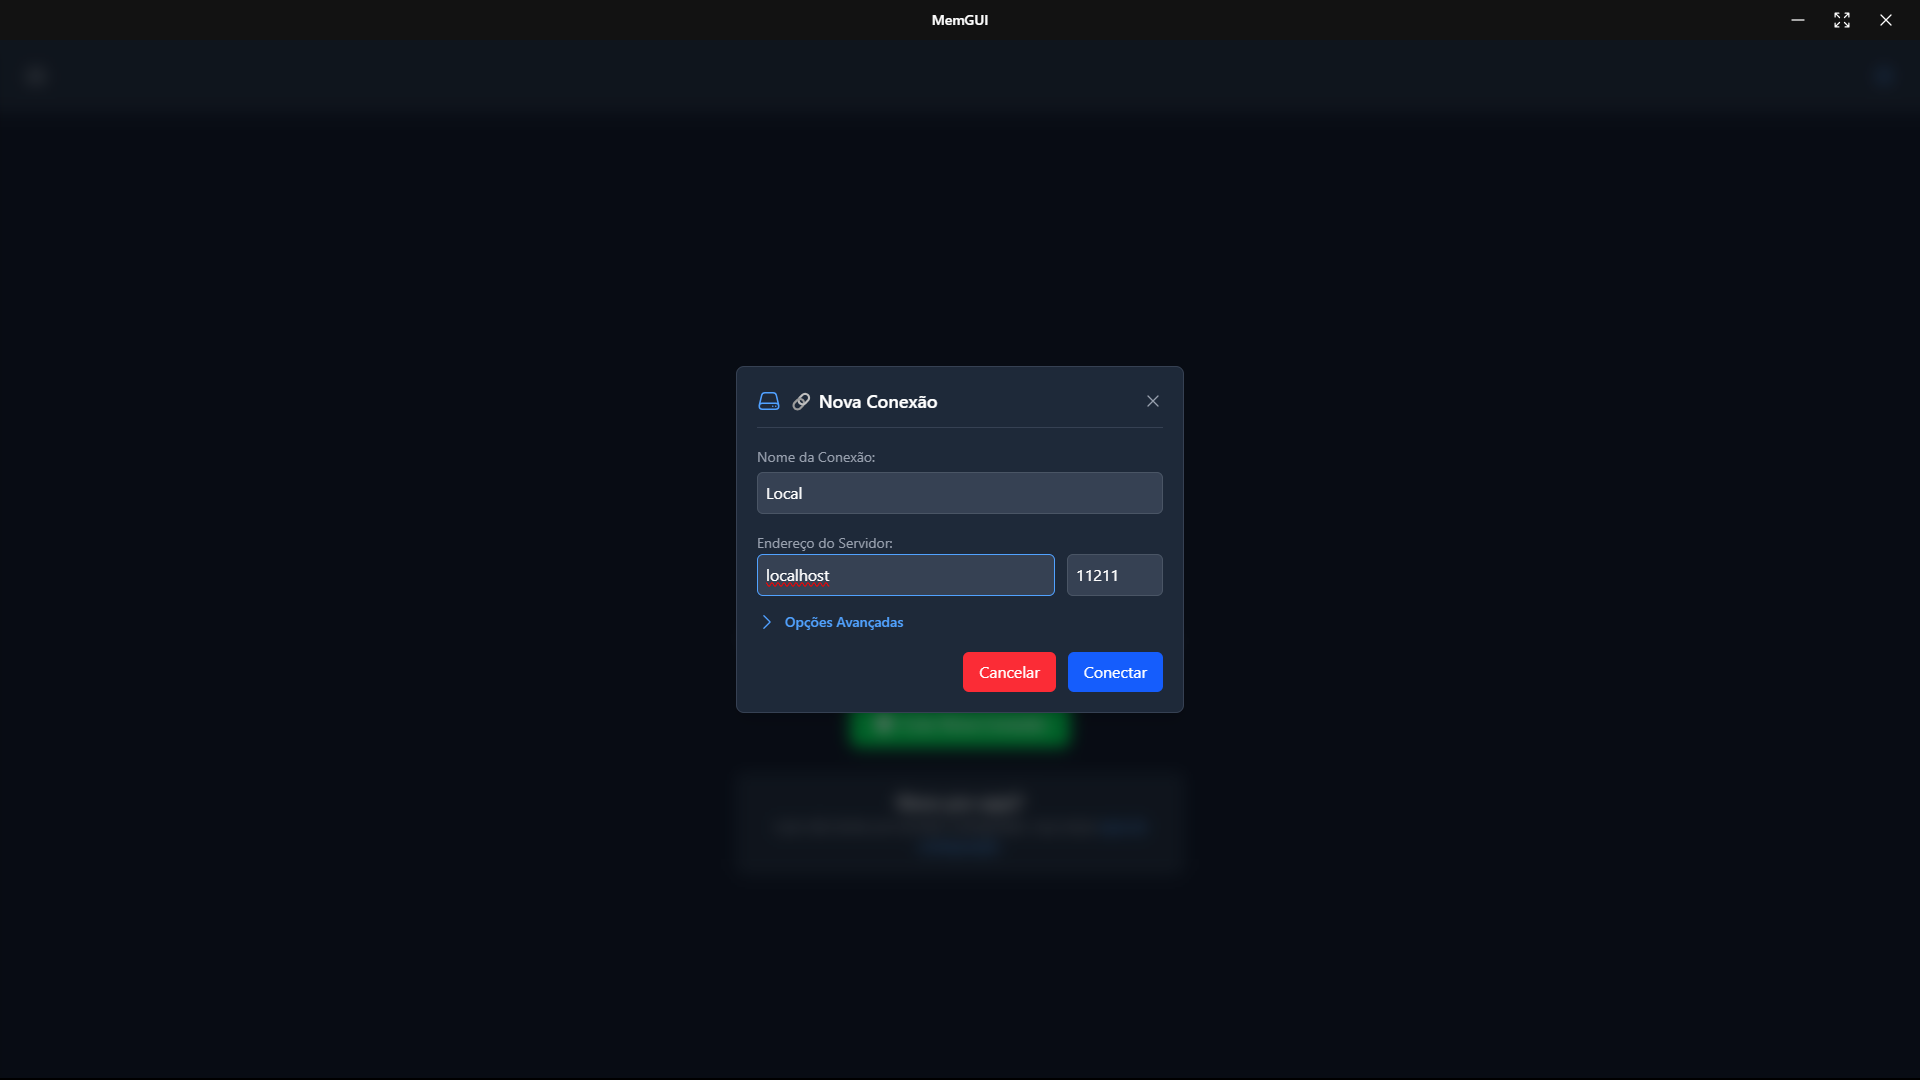 MemGUI
Nova Conexão
Nome da Conexão:
Local
Endereço do Servidor:
localhost
11211
Opções Avançadas
Cancelar
Conectar